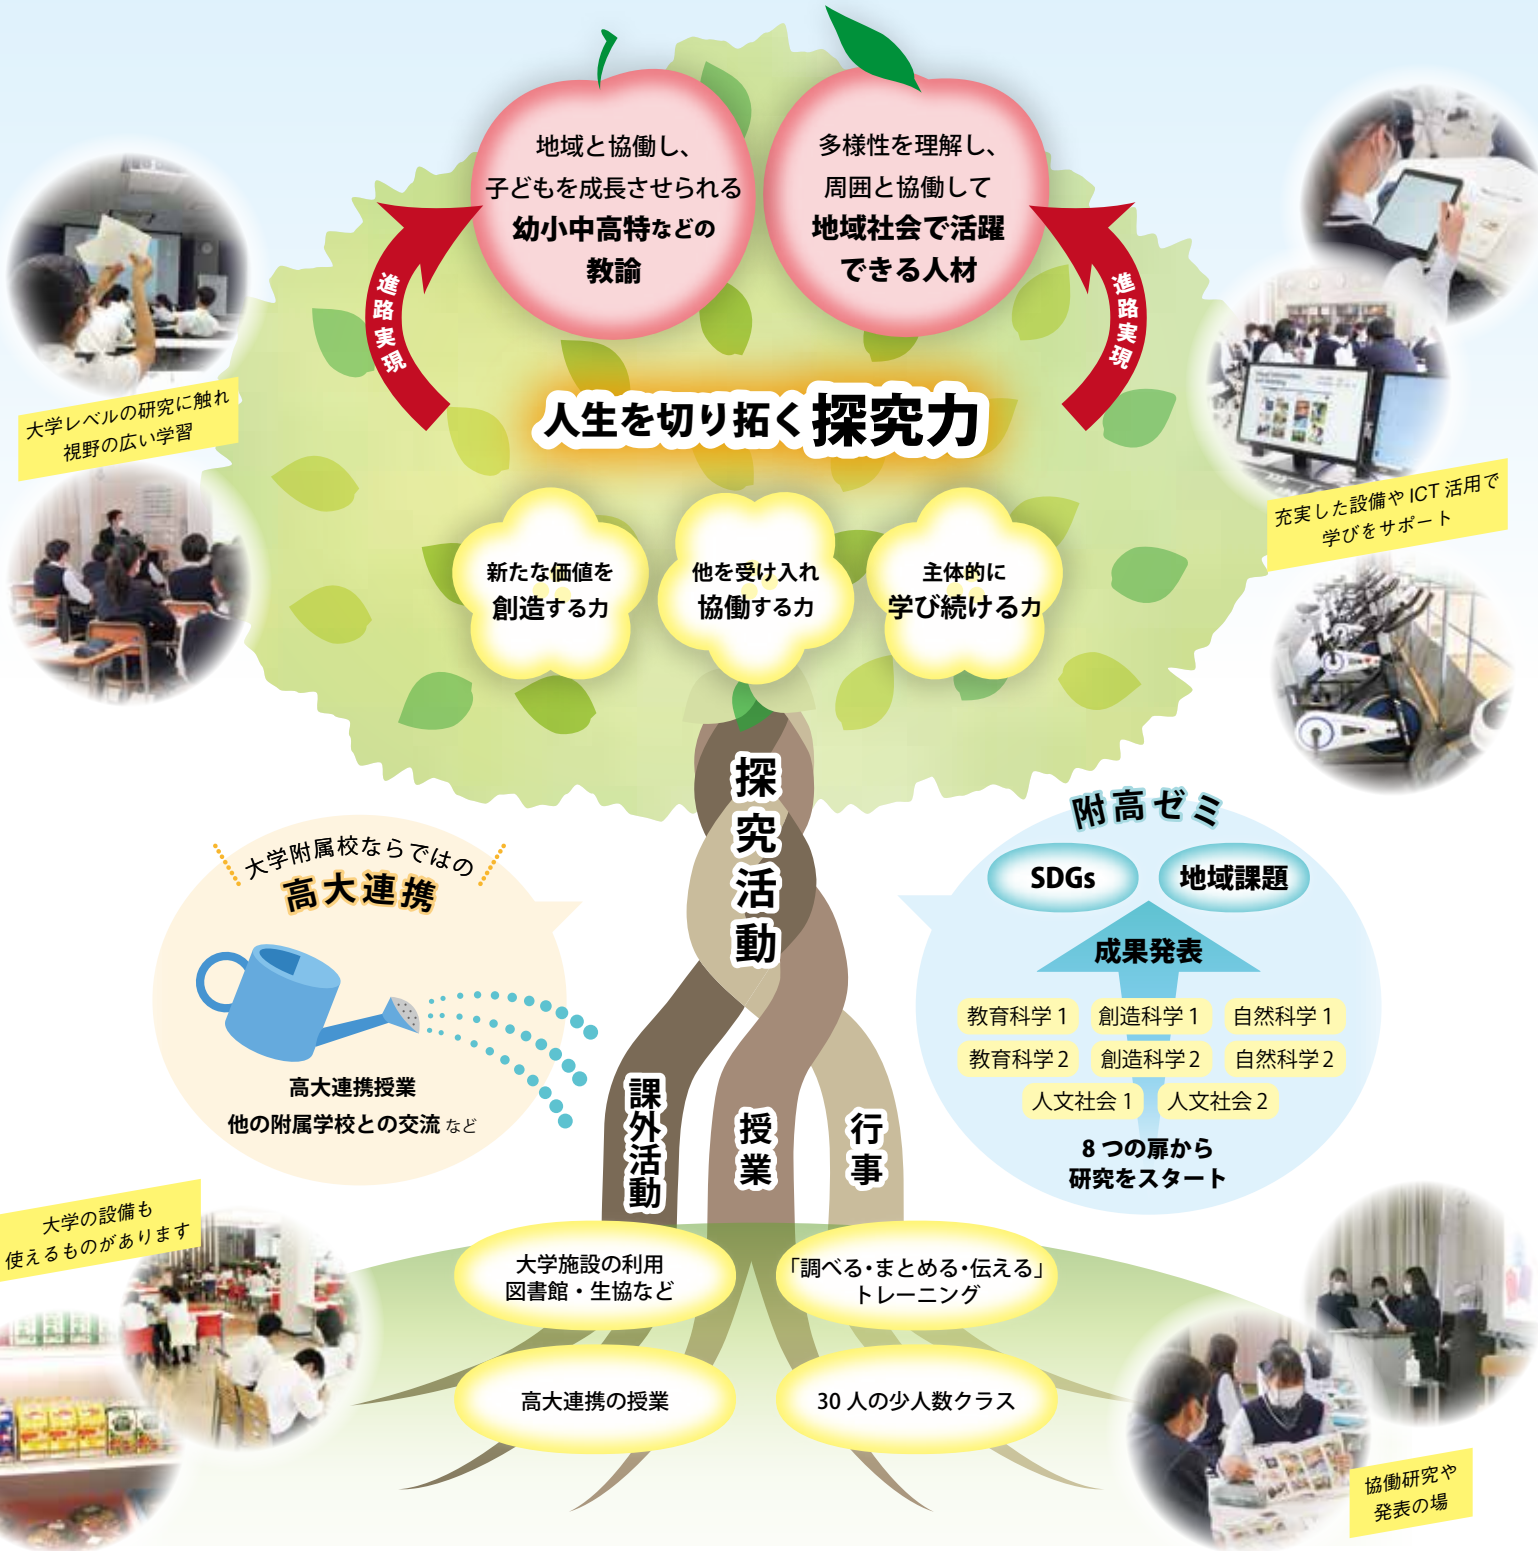 地域と協働し、
子どもを成長させられる
幼小中高特などの
教諭
多様性を理解し、
周囲と協働して
地域社会で活躍
できる人材
進路実現
進路実現
人生を切り拓く探究力
大学レベルの研究に触れ
視野の広い学習
充実した設備や ICT 活用で
学びをサポート
新たな価値を
創造する力
他を受け入れ
協働する力
主体的に
学び続ける力
探究活動
大学附属校ならではの
高大連携
高大連携授業
他の附属学校との交流 など
附高ゼミ
SDGs
地域課題
成果発表
教育科学 1
創造科学 1
自然科学 1
教育科学 2
創造科学 2
自然科学 2
人文社会 1
人文社会 2
8 つの扉から
研究をスタート
課外活動
授業
行事
大学の設備も
使えるものがあります
大学施設の利用
図書館・生協など
「調べる・まとめる・伝える」
トレーニング
高大連携の授業
30 人の少人数クラス
協働研究や
発表の場